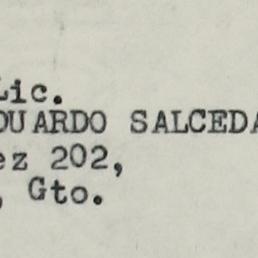 Lic.
DUARDO SALCEDA
ez 202,
, Gto.